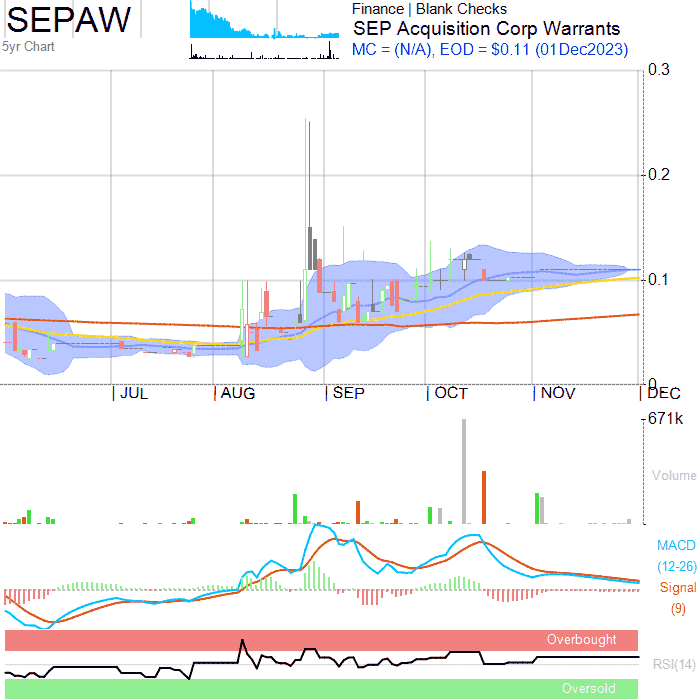 SEPAW
5yr Chart
Finance | Blank Checks
SEP Acquisition Corp Warrants
MC = (N/A), EOD = $0.11 (01Dec2023)
0.3
0.2
0.1
0
JUL
AUG
SEP
OCT
NOV
DEC
671k
Volume
MACD
(12-26)
Signal
(9)
Overbought
RSI(14)
Oversold